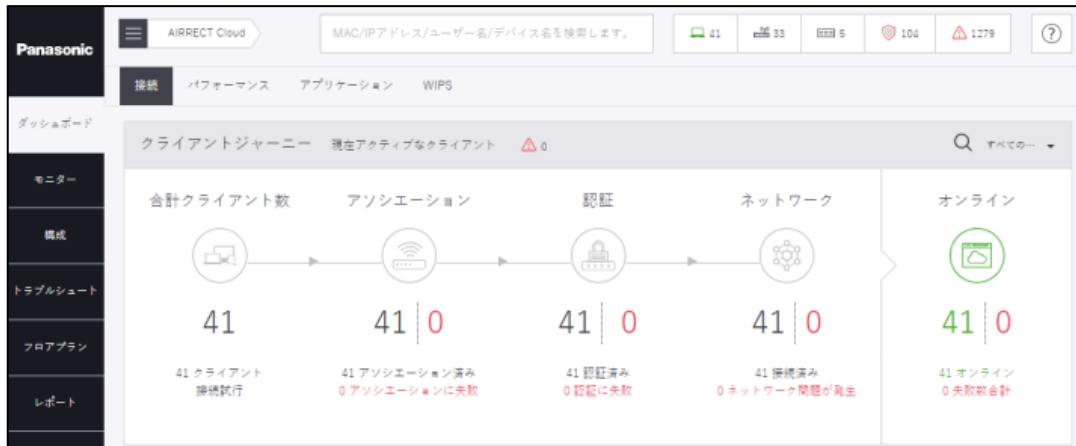 Panasonic
AIRRECT Cloud
MAC/IPアドレス/ユーザー名/デバイス名を検索します。
41
33
5
104
1279
?
接続 パフォーマンス アプリケーション WIPS
ダッシュボード
モニター
構成
トラブルシュート
フロアプラン
レポート
クライアントジャーニー 現在アクティブなクライアント 0
すべての…
合計クライアント数
41
41 クライアント
接続試行
アソシエーション
41 0
41 アソシエーション済み
0 アソシエーションに失敗
認証
41 0
41 認証済み
0 認証に失敗
ネットワーク
41 0
41 接続済み
0 ネットワーク問題が発生
オンライン
41 0
41 オンライン
0 失敗数合計